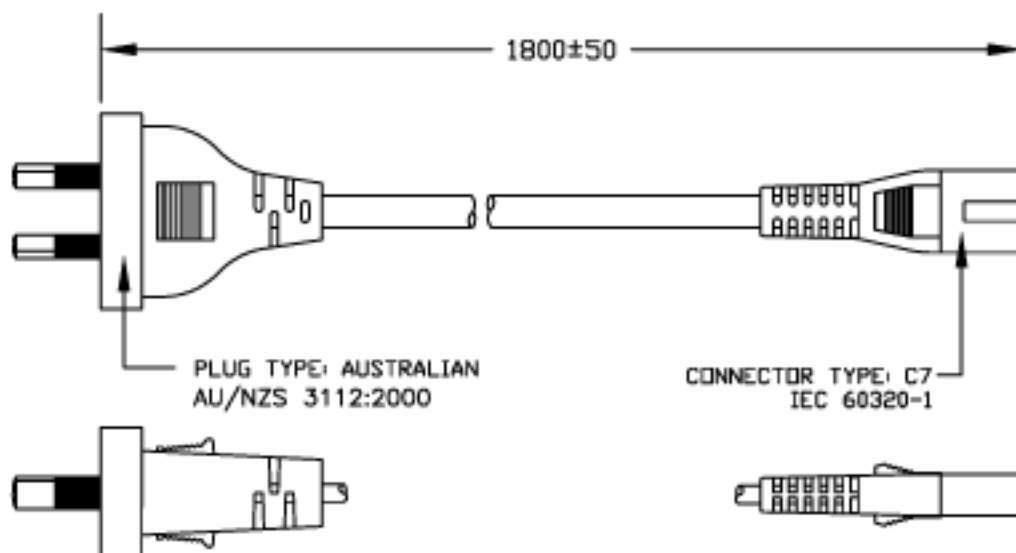 1800±50
PLUG TYPE: AUSTRALIAN
AU/NZS 3112:2000
CONNECTOR TYPE: C7
IEC 60320-1